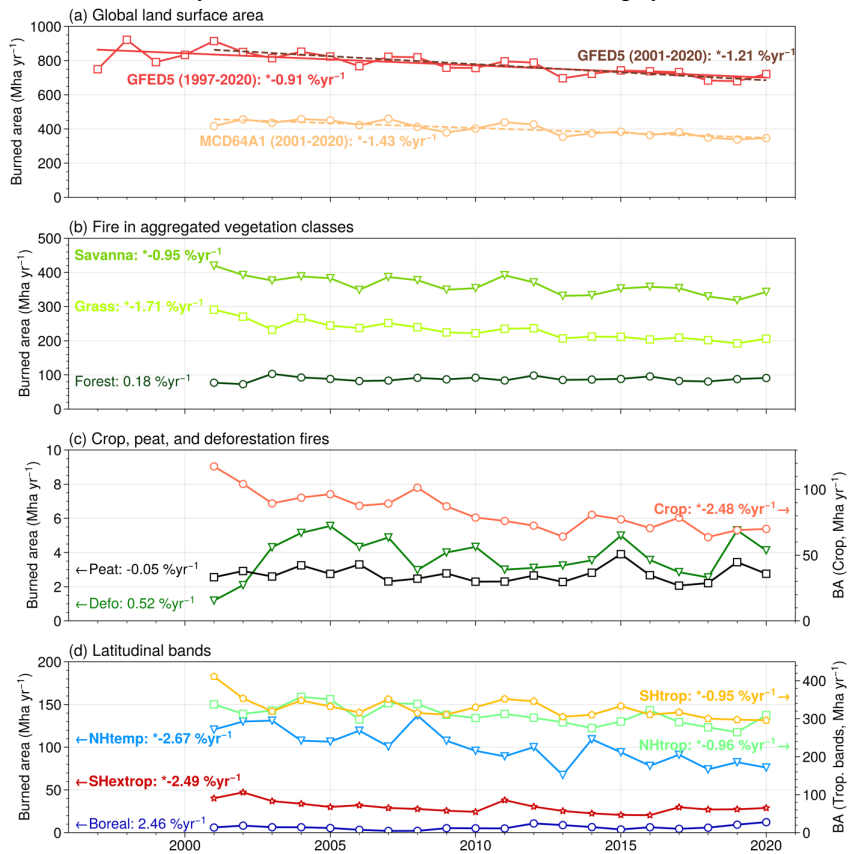 (a) Global land surface area
1000
800
600
400
200
0
Burned area (Mha yr⁻¹)
GFED5 (2001-2020): *-1.21 %yr⁻¹
GFED5 (1997-2020): *-0.91 %yr⁻¹
MCD64A1 (2001-2020): *-1.43 %yr⁻¹
(b) Fire in aggregated vegetation classes
500
400
300
200
100
0
Burned area (Mha yr⁻¹)
Savanna: *-0.95 %yr⁻¹
Grass: *-1.71 %yr⁻¹
Forest: 0.18 %yr⁻¹
(c) Crop, peat, and deforestation fires
10
8
6
4
2
0
Burned area (Mha yr⁻¹)
Crop: *-2.48 %yr⁻¹→
←Peat: -0.05 %yr⁻¹
←Defo: 0.52 %yr⁻¹
100
50
0
BA (Crop, Mha yr⁻¹)
(d) Latitudinal bands
200
150
100
50
0
Burned area (Mha yr⁻¹)
SHtrop: *-0.95 %yr⁻¹→
←NHtemp: *-2.67 %yr⁻¹
NHtrop: *-0.96 %yr⁻¹→
←SHextrop: *-2.49 %yr⁻¹
←Boreal: 2.46 %yr⁻¹
400
300
200
100
0
BA (Trop. bands, Mha yr⁻¹)
2000
2005
2010
2015
2020